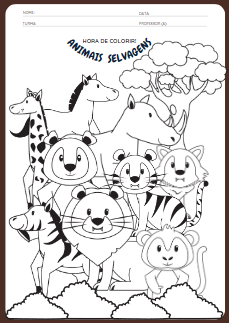 NOME: DATA:
TURMA: PROFESSOR (A):
HORA DE COLORIR!
ANIMAIS SELVAGENS